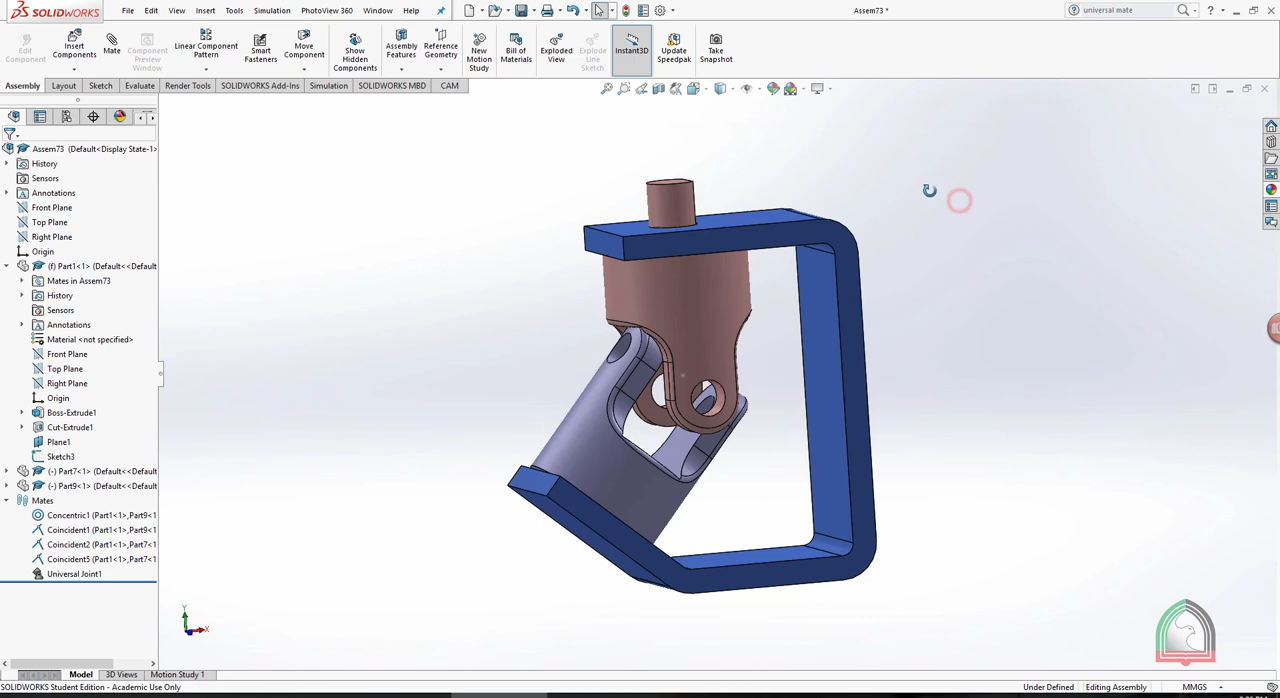 SOLIDWORKS File Edit View Insert Tools Simulation PhotoView 360 Window Help Assem73 * universal mate
Edit Component
Insert Components
Mate
Component Preview Window
Linear Component Pattern
Smart Fasteners
Move Component
Show Hidden Components
Assembly Features
Reference Geometry
New Motion Study
Bill of Materials
Exploded View
Explode Line Sketch
Instant3D
Update Speedpak
Take Snapshot
Assembly Layout Sketch Evaluate Render Tools SOLIDWORKS Add-Ins Simulation SOLIDWORKS MBD CAM
Assem73 (Default<Display State-1>
History
Sensors
Annotations
Front Plane
Top Plane
Right Plane
Origin
(f) Part1<1> (Default<<Default
Mates in Assem73
History
Sensors
Annotations
Material <not specified>
Front Plane
Top Plane
Right Plane
Origin
Boss-Extrude1
Cut-Extrude1
Plane1
Sketch3
(-) Part7<1> (Default<<Default
(-) Part9<1> (Default<<Default
Mates
Concentric1 (Part1<1>,Part9<1
Coincident1 (Part1<1>,Part9<1
Coincident2 (Part1<1>,Part7<1
Coincident5 (Part1<1>,Part7<1
Universal Joint1
Y
X
Model 3D Views Motion Study 1
SOLIDWORKS Student Edition - Academic Use Only Under Defined Editing Assembly MMGS